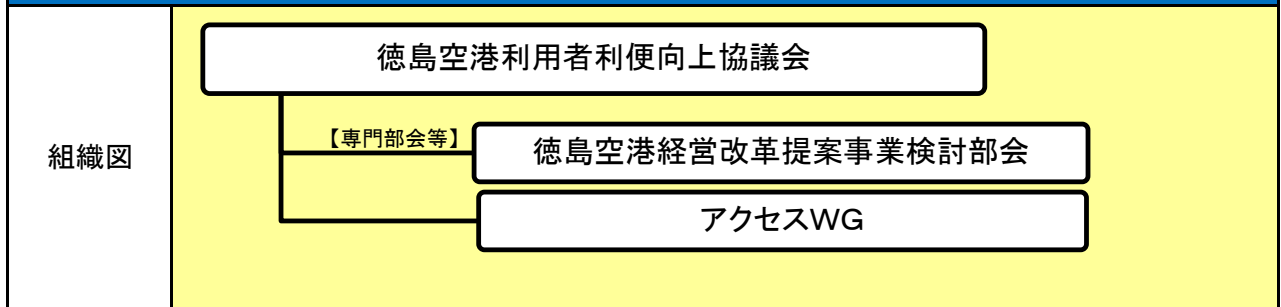 徳島空港利用者利便向上協議会
組織図
【専門部会等】
徳島空港経営改革提案事業検討部会
アクセスWG